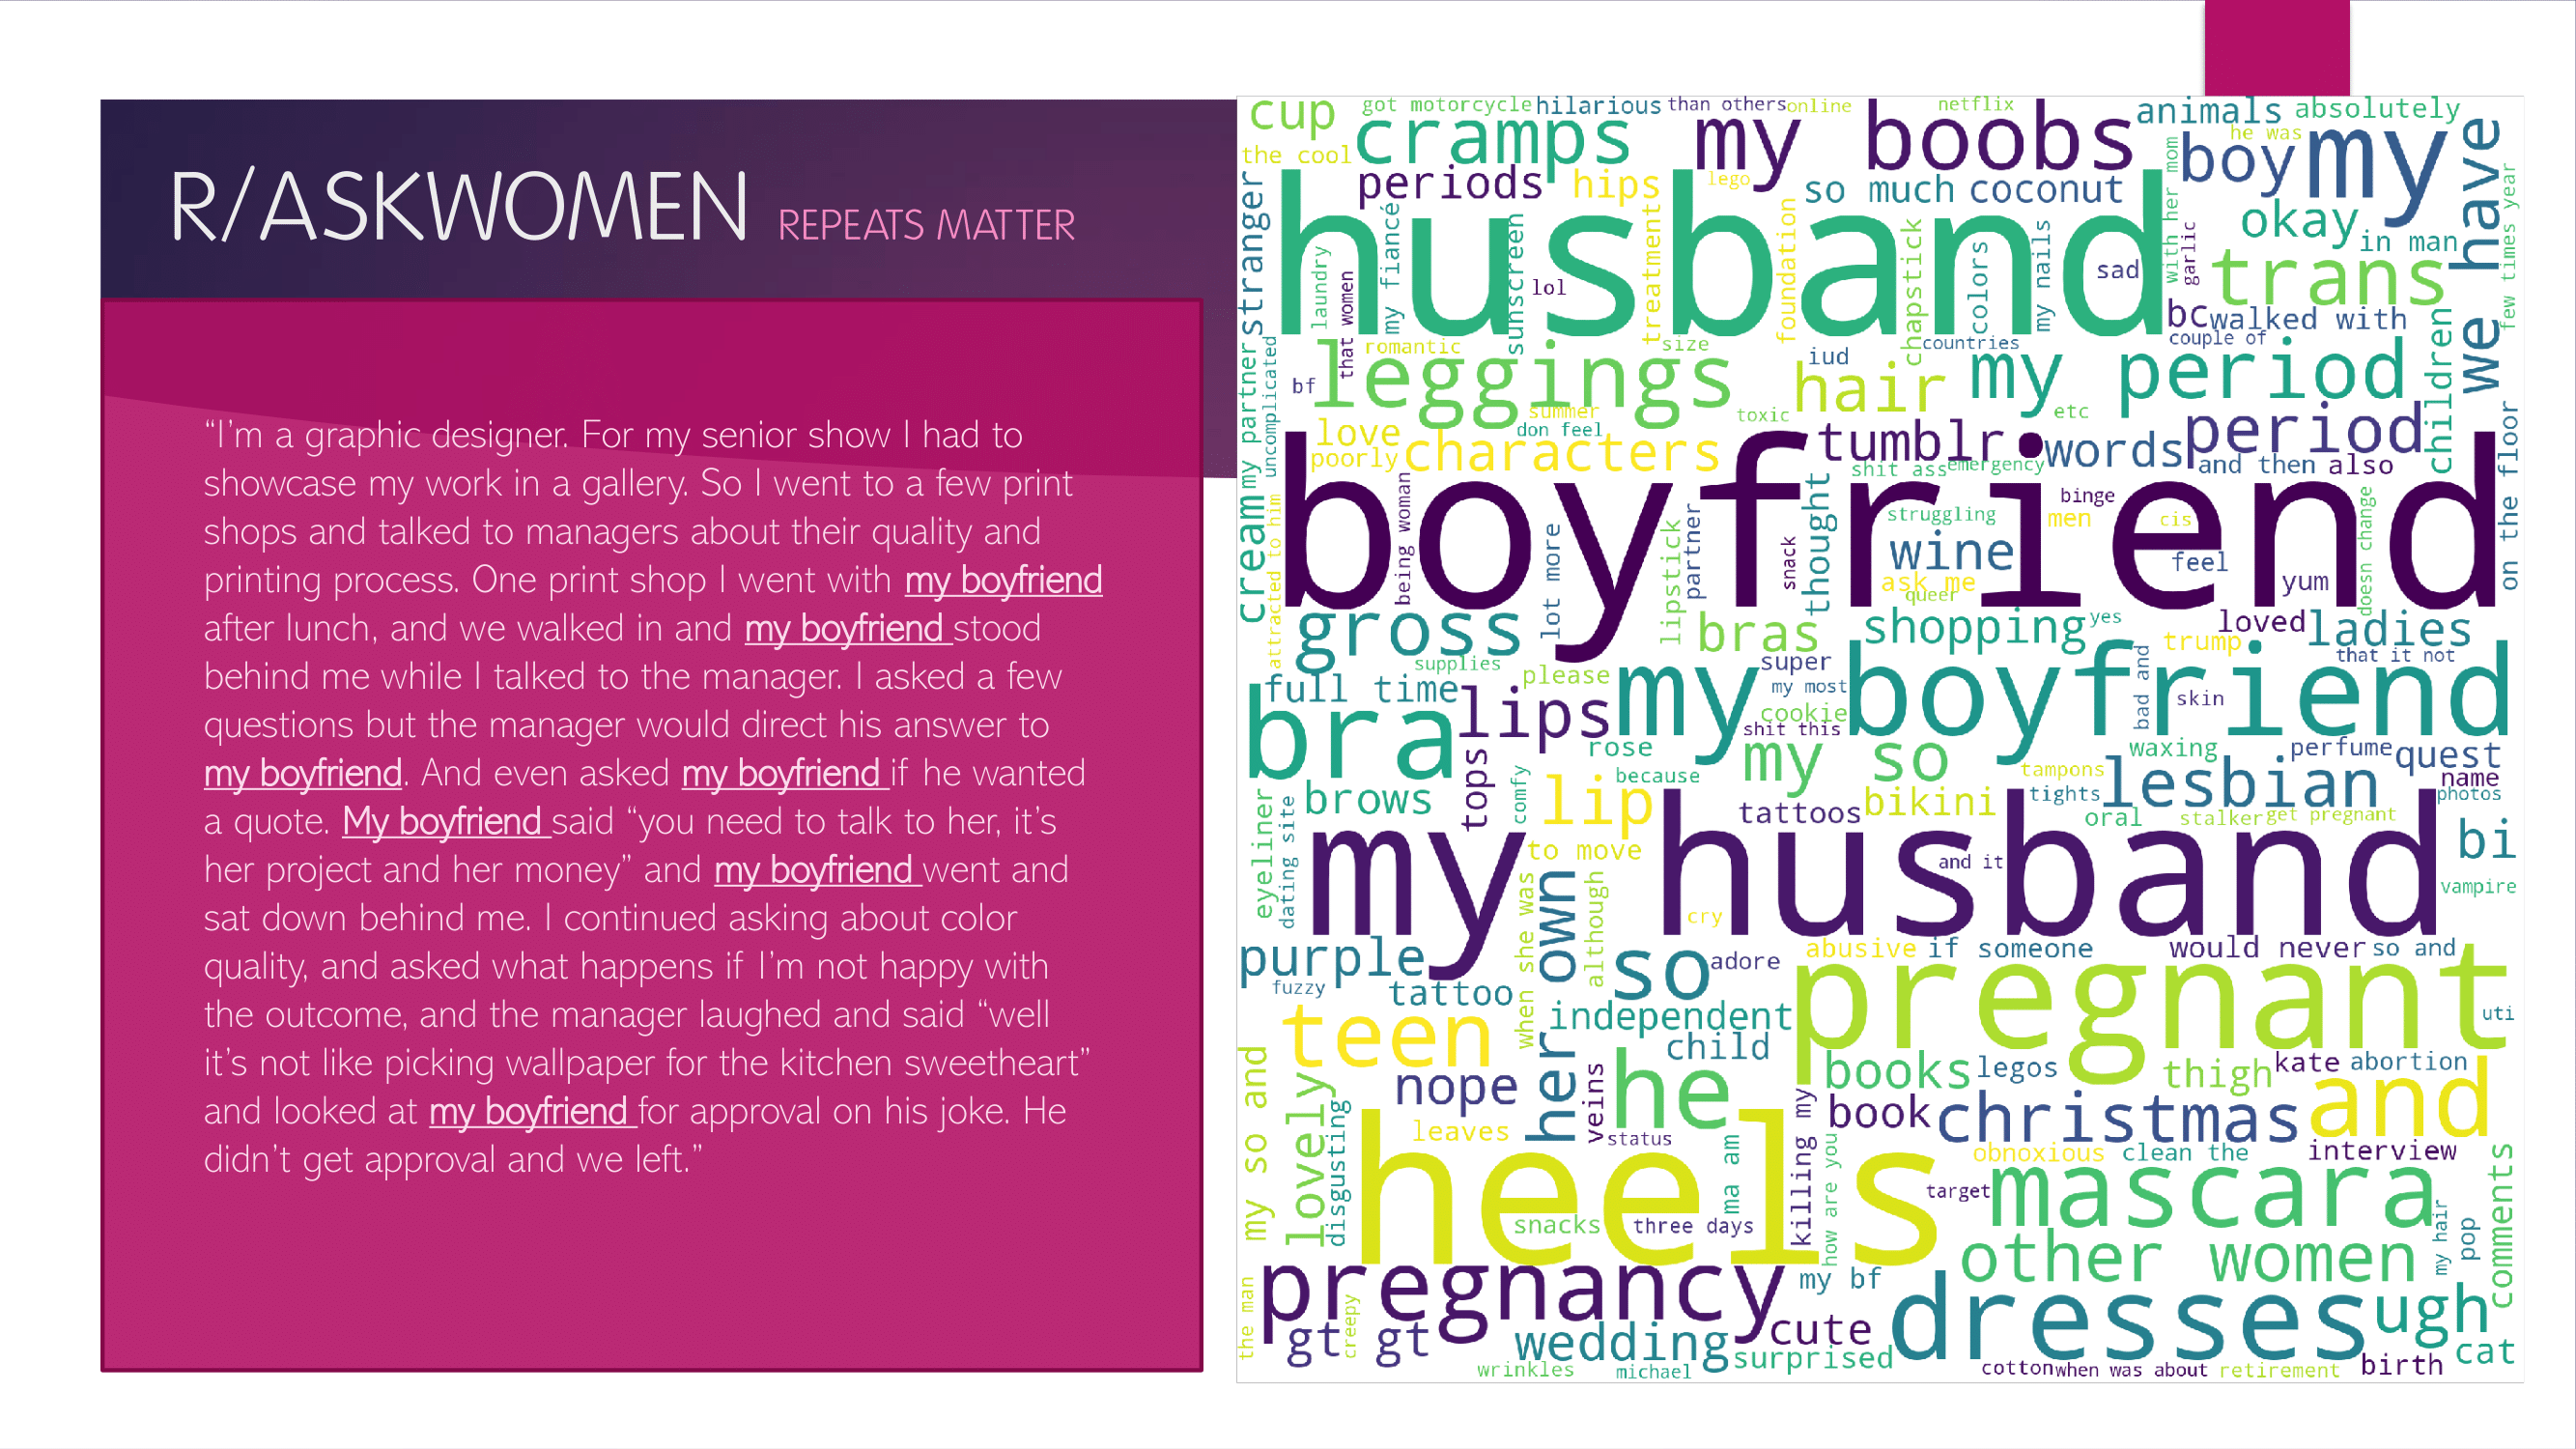 R/ASKWOMEN REPEATS MATTER
“I’m a graphic designer. For my senior show I had to
showcase my work in a gallery. So I went to a few print
shops and talked to managers about their quality and
printing process. One print shop I went with my boyfriend
after lunch, and we walked in and my boyfriend stood
behind me while I talked to the manager. I asked a few
questions but the manager would direct his answer to
my boyfriend. And even asked my boyfriend if he wanted
a quote. My boyfriend said “you need to talk to her, it’s
her project and her money” and my boyfriend went and
sat down behind me. I continued asking about color
quality, and asked what happens if I’m not happy with
the outcome, and the manager laughed and said “well
it’s not like picking wallpaper for the kitchen sweetheart”
and looked at my boyfriend for approval on his joke. He
didn’t get approval and we left.”
cup
got motorcycle
hilarious
than others
online
netflix
animals
absolutely
the cool
cramps
my boobs
he was
boy
my
we have
periods
hips
lego
so much
coconut
with her mom
stranger
husband
okay
in man
few times year
laundry
that women
my fiancé
sunscreen
lol
treatment
foundation
chapstick
colors
my nails
sad
garlic
trans
bc
walked with
couple of
my partner
uncomplicated
romantic
size
iud
countries
bf
leggings
hair
my period
children
summer
toxic
etc
love
don feel
tumblr
words
period
poorly
characters
shit ass
emergency
and then
also
on the floor
cream
attracted to him
boyfriend
being woman
lot more
lipstick
partner
snack
thought
struggling
binge
men
cis
doesn change
wine
feel
ask me
queer
yum
gross
bras
shopping
yes
loved
ladies
trump
that it not
supplies
please
super
my most
full time
bra
lips
my boyfriend
bad and
skin
cookie
shit this
rose
my so
waxing
perfume
quest
because
tampons
lesbian
name
brows
tops
comfy
lip
tattoos
bikini
tights
photos
oral
stalker
get pregnant
eyeliner
dating site
my husband
to move
and it
bi
vampire
when she was
her own
although
cry
purple
so
adore
abusive
if someone
would never
so and
fuzzy
tattoo
pregnant
uti
teen
independent
child
my so and
lovely
disgusting
nope
veins
he
books
legos
thigh
kate
abortion
book
christmas
and
leaves
status
killing my
how are you
ma am
obnoxious
clean the
interview
heels
target
mascara
comments
snacks
three days
my hair
pop
other women
pregnancy
my bf
the man
creepy
dresses
ugh
gt gt
wedding
cute
surprised
cat
wrinkles
michael
cotton
when was about
retirement
birth